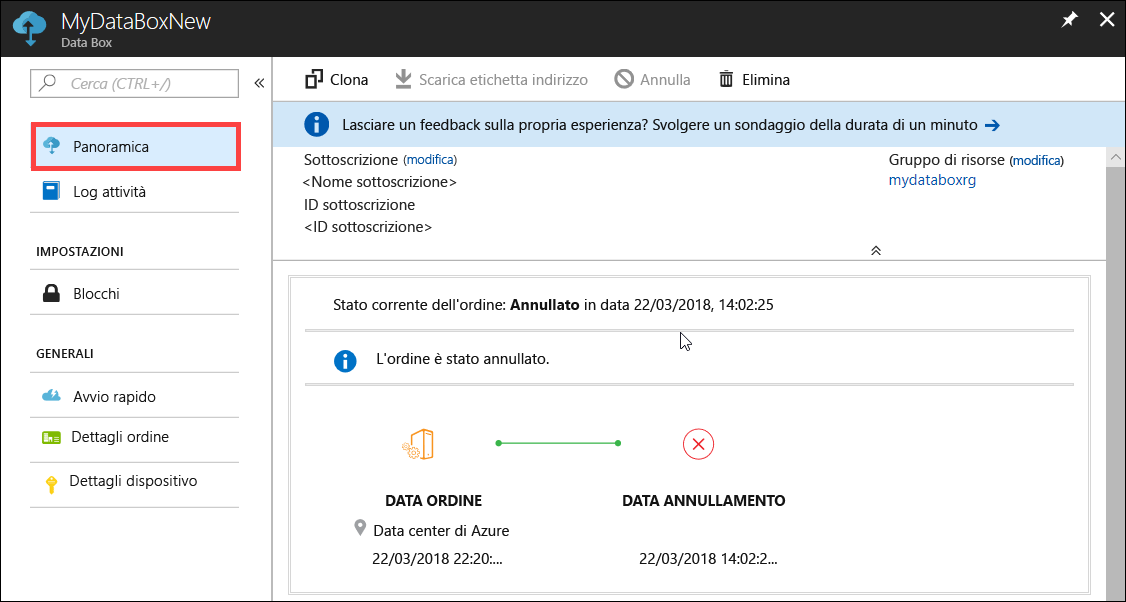 MyDataBoxNew
Data Box
Cerca (CTRL+/)
Panoramica
Log attività
IMPOSTAZIONI
Blocchi
GENERALI
Avvio rapido
Dettagli ordine
Dettagli dispositivo
Clona Scarica etichetta indirizzo Annulla Elimina
Lasciare un feedback sulla propria esperienza? Svolgere un sondaggio della durata di un minuto
Sottoscrizione (modifica)
<Nome sottoscrizione>
ID sottoscrizione
<ID sottoscrizione>
Gruppo di risorse (modifica)
mydataboxrg
Stato corrente dell'ordine: Annullato in data 22/03/2018, 14:02:25
L'ordine è stato annullato.
DATA ORDINE
Data center di Azure
22/03/2018 22:20:...
DATA ANNULLAMENTO
22/03/2018 14:02:2...